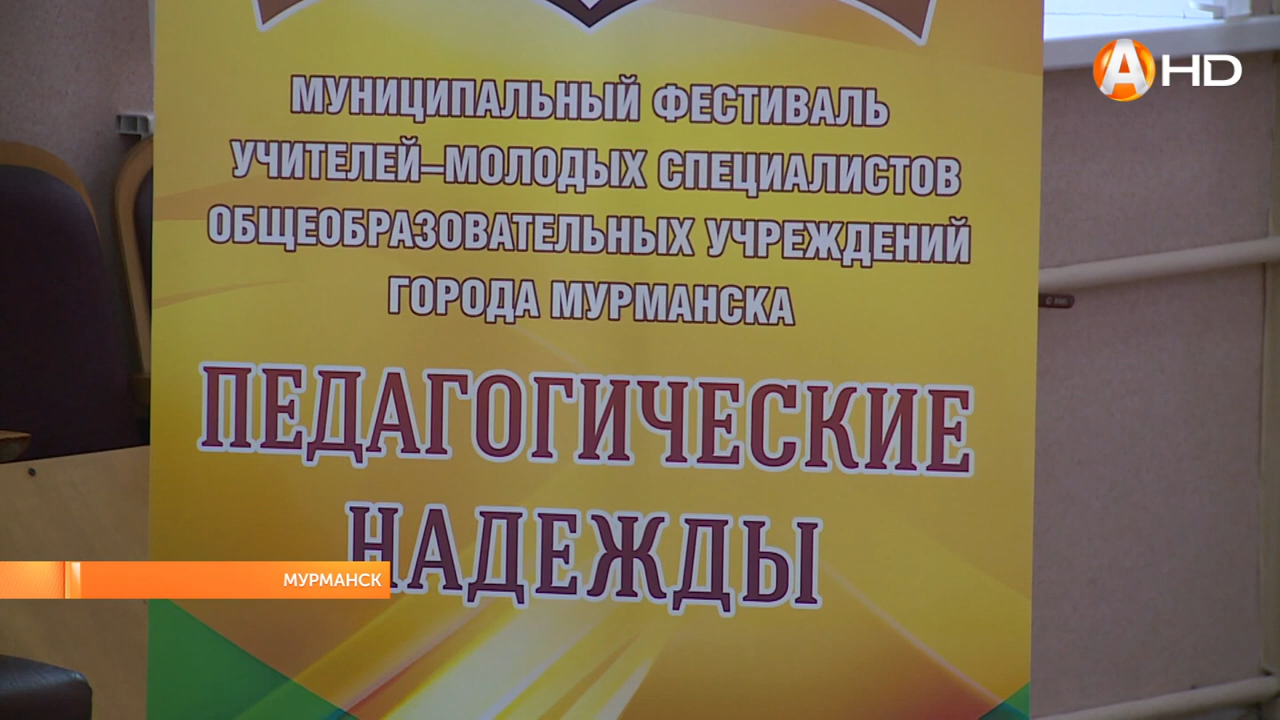 А HD
МУНИЦИПАЛЬНЫЙ ФЕСТИВАЛЬ
УЧИТЕЛЕЙ–МОЛОДЫХ СПЕЦИАЛИСТОВ
ОБЩЕОБРАЗОВАТЕЛЬНЫХ УЧРЕЖДЕНИЙ
ГОРОДА МУРМАНСКА
ПЕДАГОГИЧЕСКИЕ
НАДЕЖДЫ
МУРМАНСК